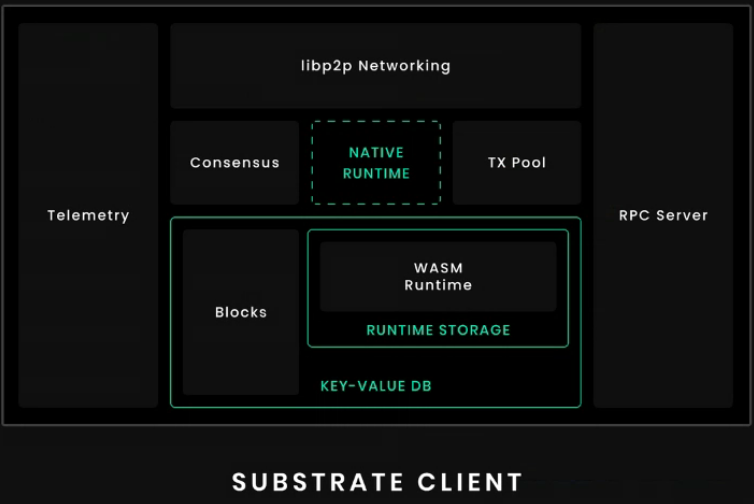 libp2p Networking
Consensus
NATIVE
RUNTIME
TX Pool
Telemetry
RPC Server
Blocks
WASM
Runtime
RUNTIME STORAGE
KEY-VALUE DB
SUBSTRATE CLIENT